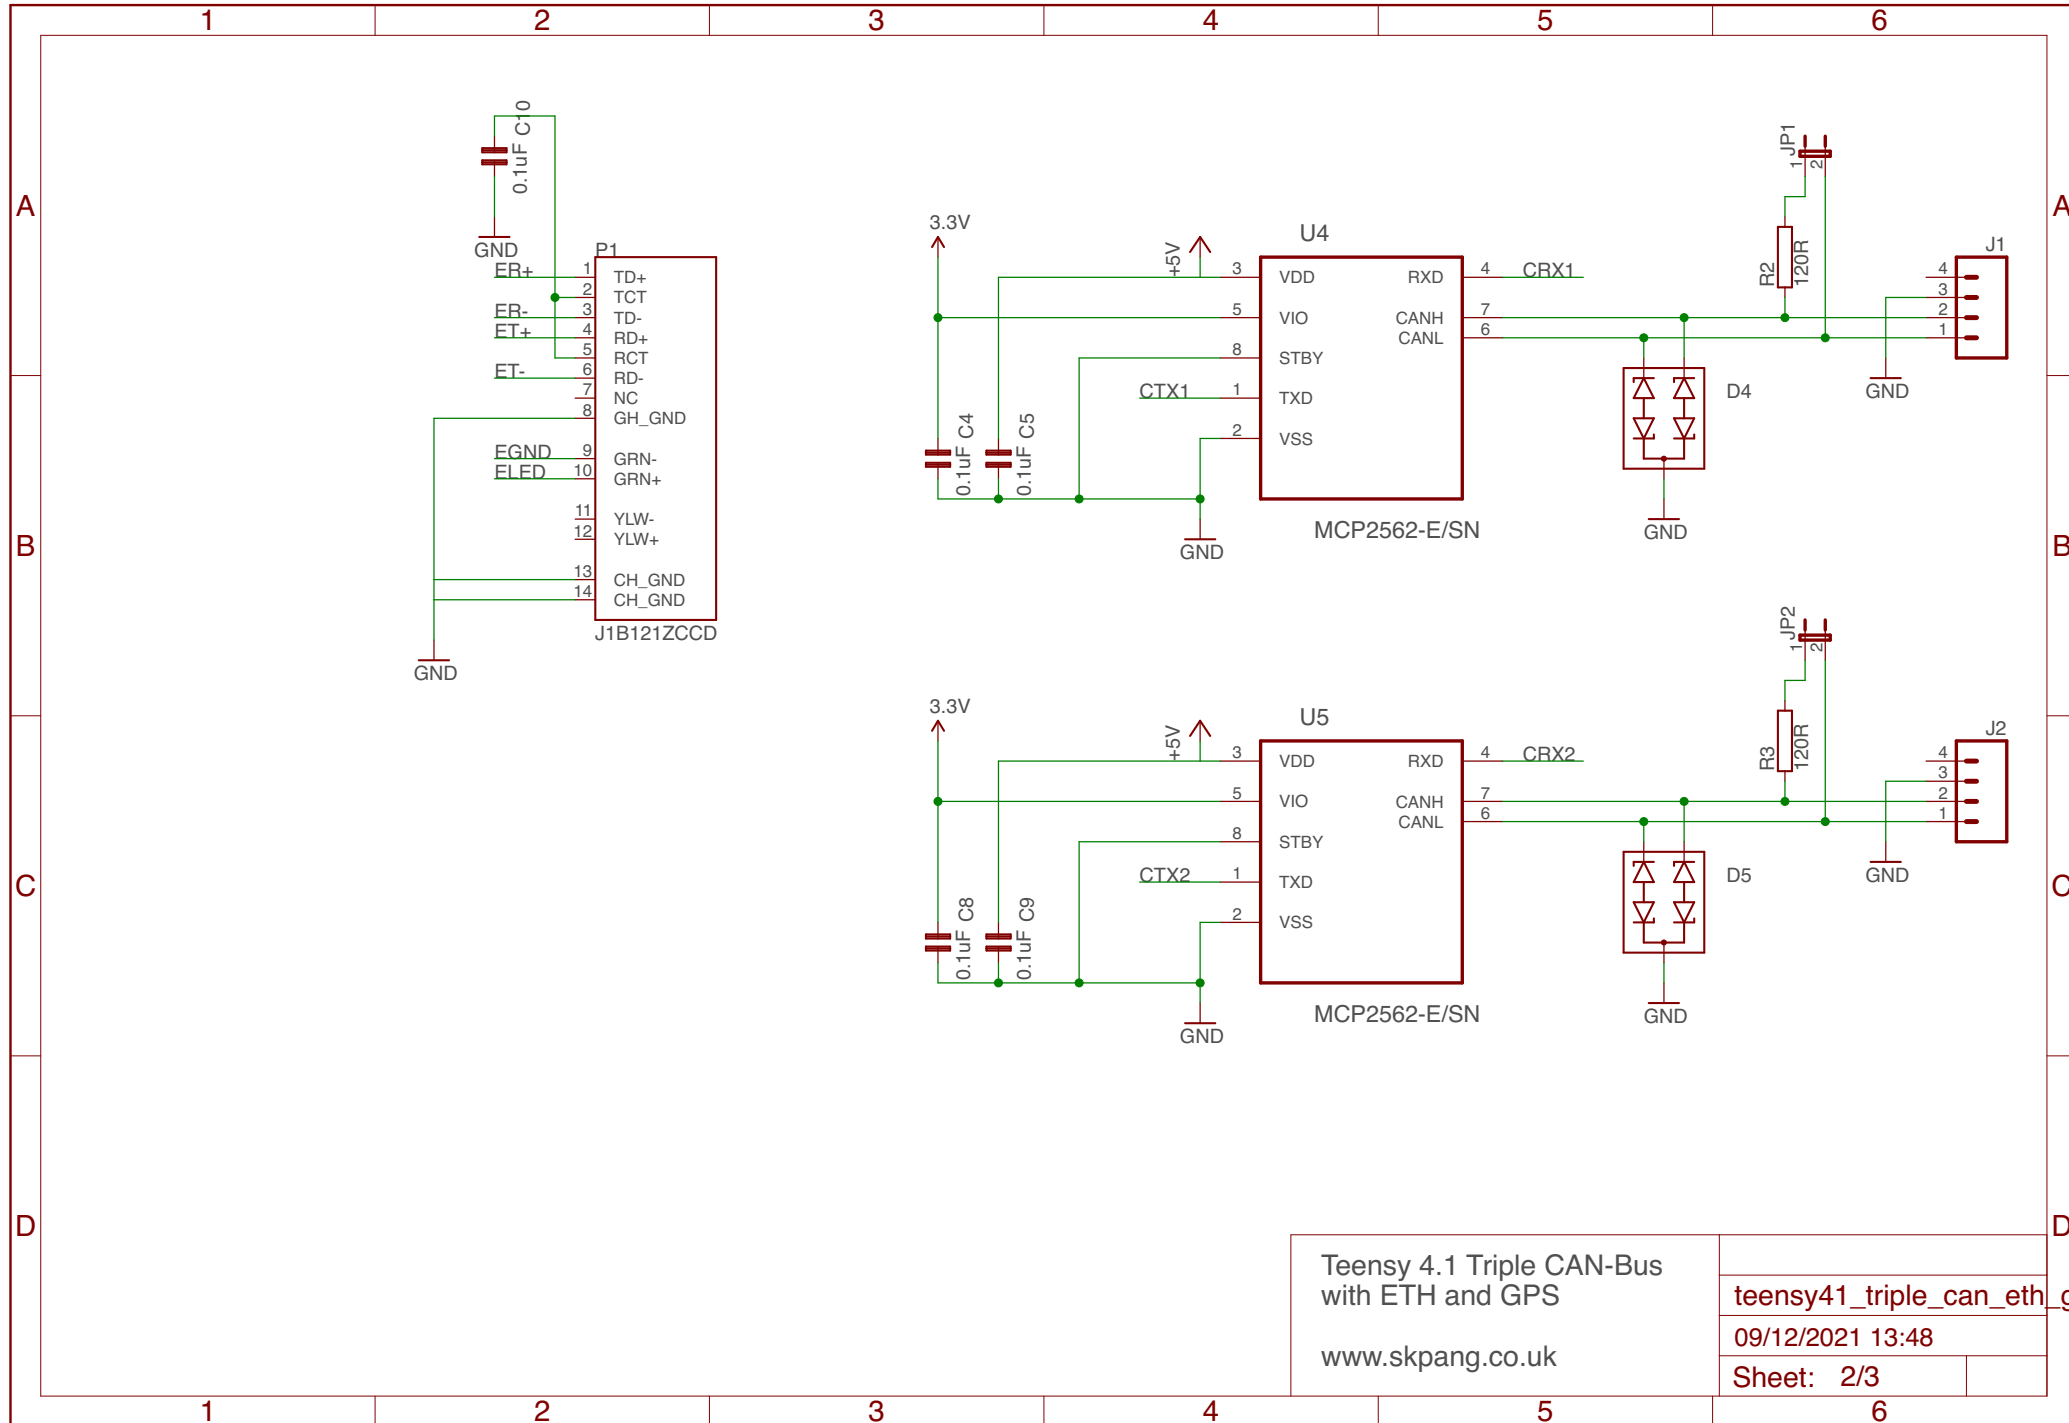 1 2 3 4 5 6
A A
B B
C C
D D
1 2 3 4 5 6
0.1uF C10
GND
P1
ER+ 1 TD+
2 TCT
ER- 3 TD-
ET+ 4 RD+
5 RCT
ET- 6 RD-
7 NC
8 GH_GND
EGND 9 GRN-
ELED 10 GRN+
11 YLW-
12 YLW+
13 CH_GND
14 CH_GND
J1B121ZCCD
GND
3.3V
+5V
U4
3 VDD
5 VIO
8 STBY
CTX1 1 TXD
2 VSS
RXD 4 CRX1
CANH 7
CANL 6
0.1uF C4
0.1uF C5
GND
MCP2562-E/SN
JP1
1
2
R2
120R
D4
GND
J1
4
3
2
1
GND
3.3V
+5V
U5
3 VDD
5 VIO
8 STBY
CTX2 1 TXD
2 VSS
RXD 4 CRX2
CANH 7
CANL 6
0.1uF C8
0.1uF C9
GND
MCP2562-E/SN
JP2
1
2
R3
120R
D5
GND
J2
4
3
2
1
GND
Teensy 4.1 Triple CAN-Bus
with ETH and GPS
www.skpang.co.uk
teensy41_triple_can_eth_g
09/12/2021 13:48
Sheet: 2/3